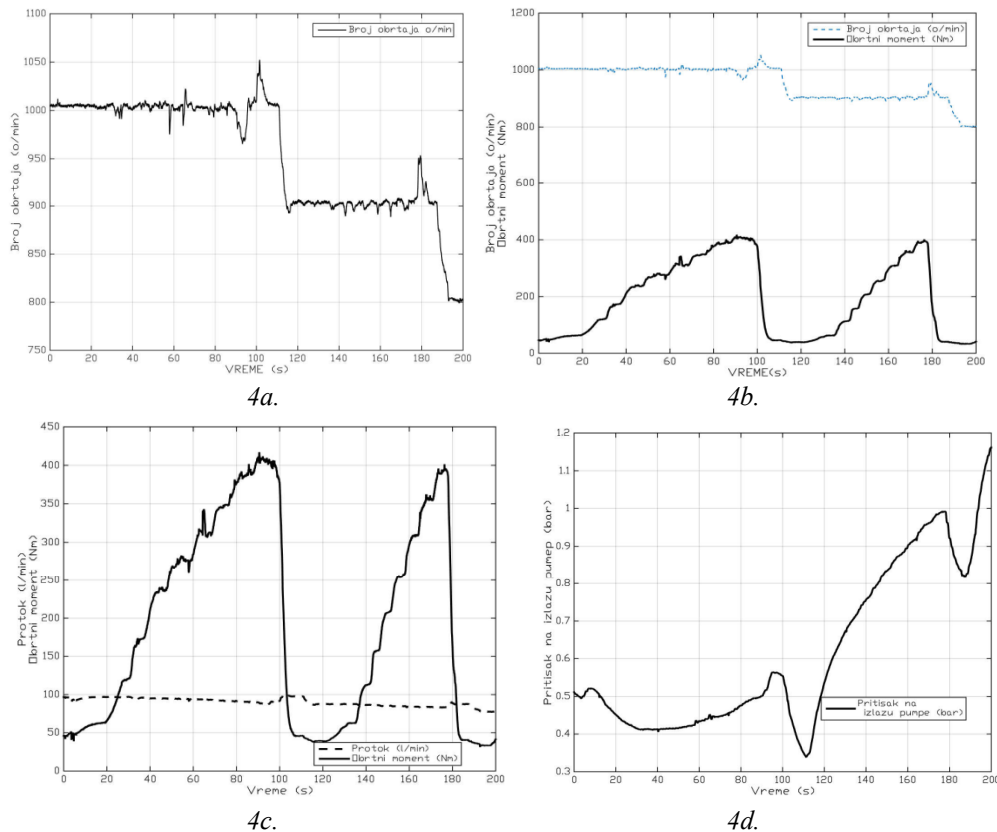 1100
1050
1000
950
900
850
800
750
0 20 40 60 80 100 120 140 160 180 200
Broj obrtaja (o/min)
VREME (s)
Broj obrtaja o/min
4a.
1200
1000
800
600
400
200
0
0 20 40 60 80 100 120 140 160 180 200
Broj obrtaja (o/min)
□brtni moment (Nm)
VREME(s)
Broj obrtaja (o/min)
□brtni moment (Nm)
4b.
450
400
350
300
250
200
150
100
50
0
0 20 40 60 80 100 120 140 160 180 200
Protok (l/min)
□brtni moment (Nm)
Vreme (s)
Protok (l/min)
□brtni moment (Nm)
4c.
1.2
1.1
1
0.9
0.8
0.7
0.6
0.5
0.4
0.3
0 20 40 60 80 100 120 140 160 180 200
Pritisak na izlazu pumep (bar)
Vreme (s)
Pritisak na
izlazu pumpe (bar)
4d.